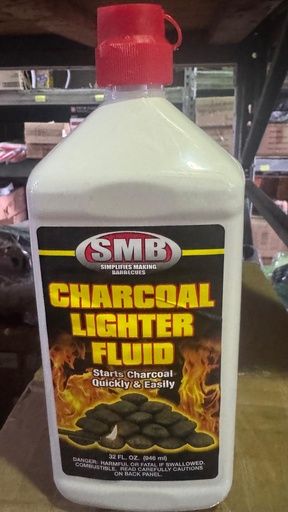 SMB
SIMPLIFIES MAKING
BARBECUES
CHARCOAL
LIGHTER
FLUID
Starts Charcoal
Quickly & Easily
32 FL. OZ. (946 ml)
DANGER: HARMFUL OR FATAL IF SWALLOWED.
COMBUSTIBLE. READ CAREFULLY CAUTIONS
ON BACK PANEL.